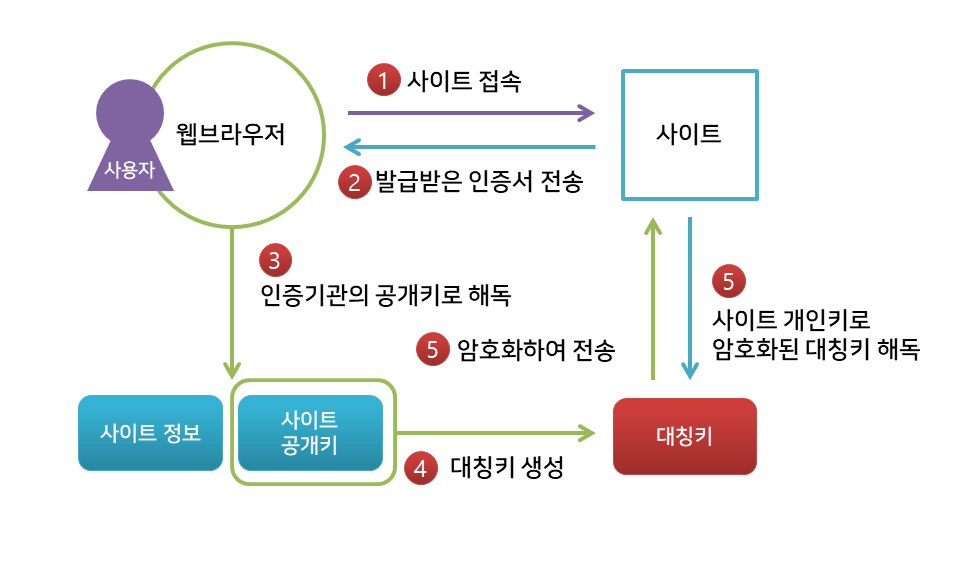 1 사이트 접속
웹브라우저
사이트
사용자
2 발급받은 인증서 전송
3
인증기관의 공개키로 해독
5
사이트 개인키로
암호화된 대칭키 해독
5 암호화하여 전송
사이트 정보
사이트
공개키
대칭키
4 대칭키 생성